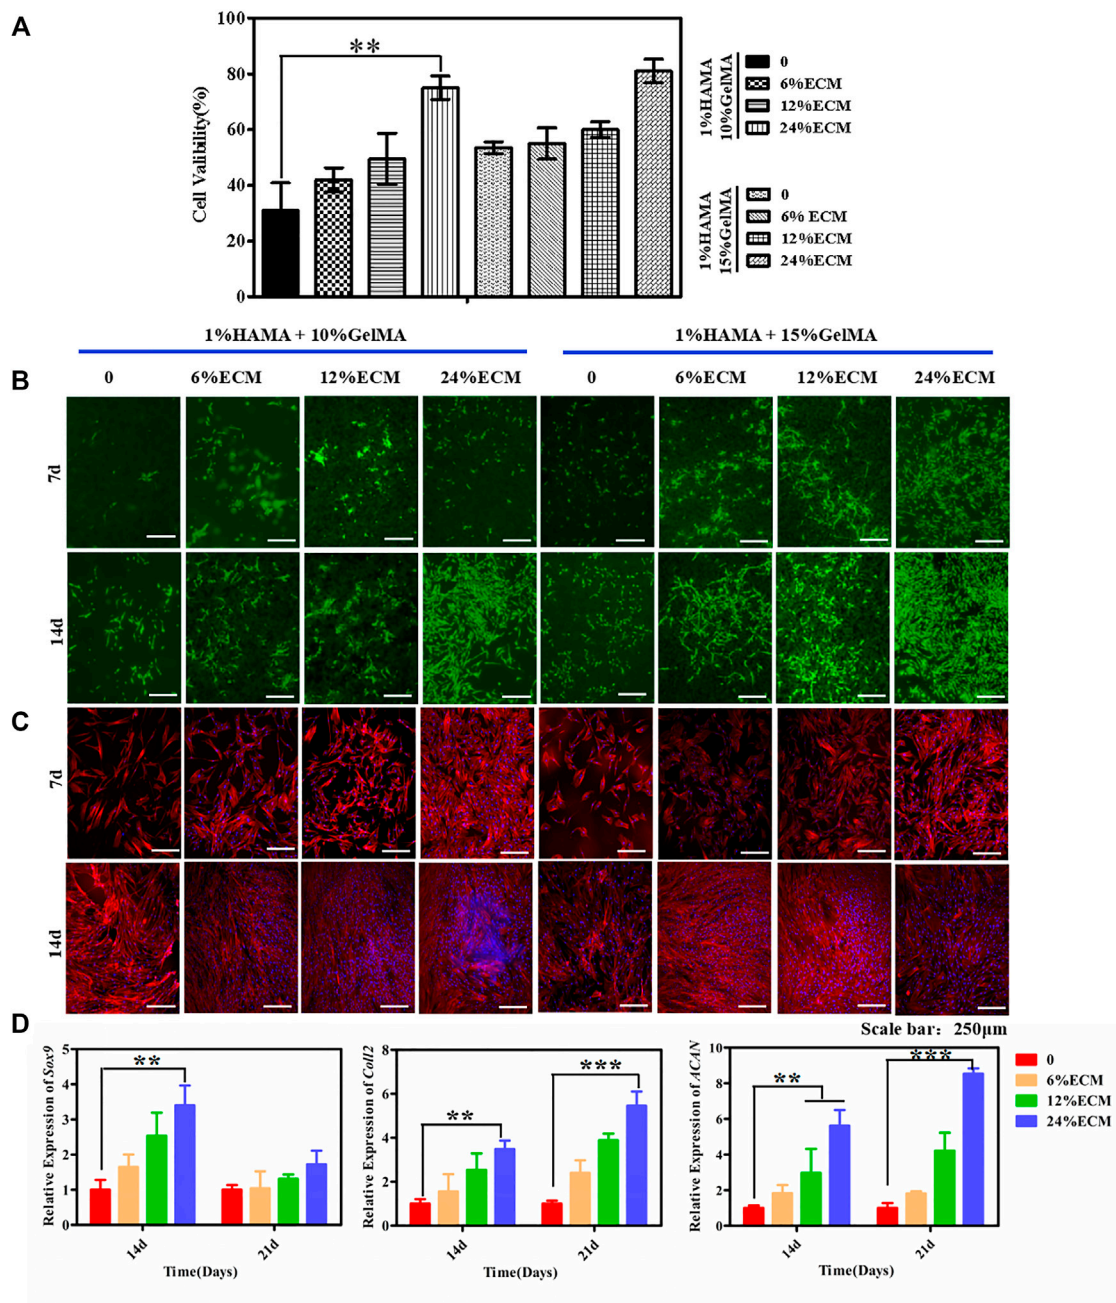 A
100
80
60
40
20
0
Cell Valibility(%)
**
1%HAMA
10%GelMA
0
6%ECM
12%ECM
24%ECM
1%HAMA
15%GelMA
0
6% ECM
12%ECM
24%ECM
1%HAMA + 10%GelMA
1%HAMA + 15%GelMA
B
0 6%ECM 12%ECM 24%ECM 0 6%ECM 12%ECM 24%ECM
7d
14d
C
7d
14d
Scale bar: 250μm
D
Relative Expression of Sox9
5
4
3
2
1
0
**
14d 21d
Time(Days)
Relative Expression of Coll2
8
6
4
2
0
**
***
14d 21d
Time(Days)
Relative Expression of ACAN
10
8
6
4
2
0
**
***
14d 21d
Time(Days)
0
6%ECM
12%ECM
24%ECM